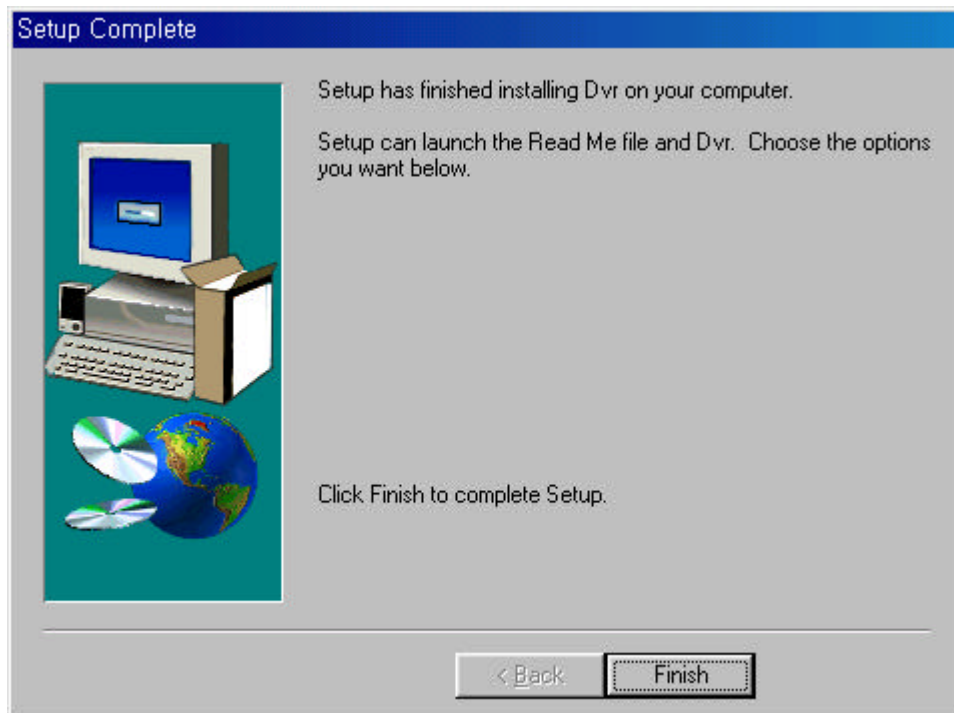 Setup Complete
Setup has finished installing Dvr on your computer.
Setup can launch the Read Me file and Dvr.  Choose the options
you want below.
Click Finish to complete Setup.
< Back
Finish